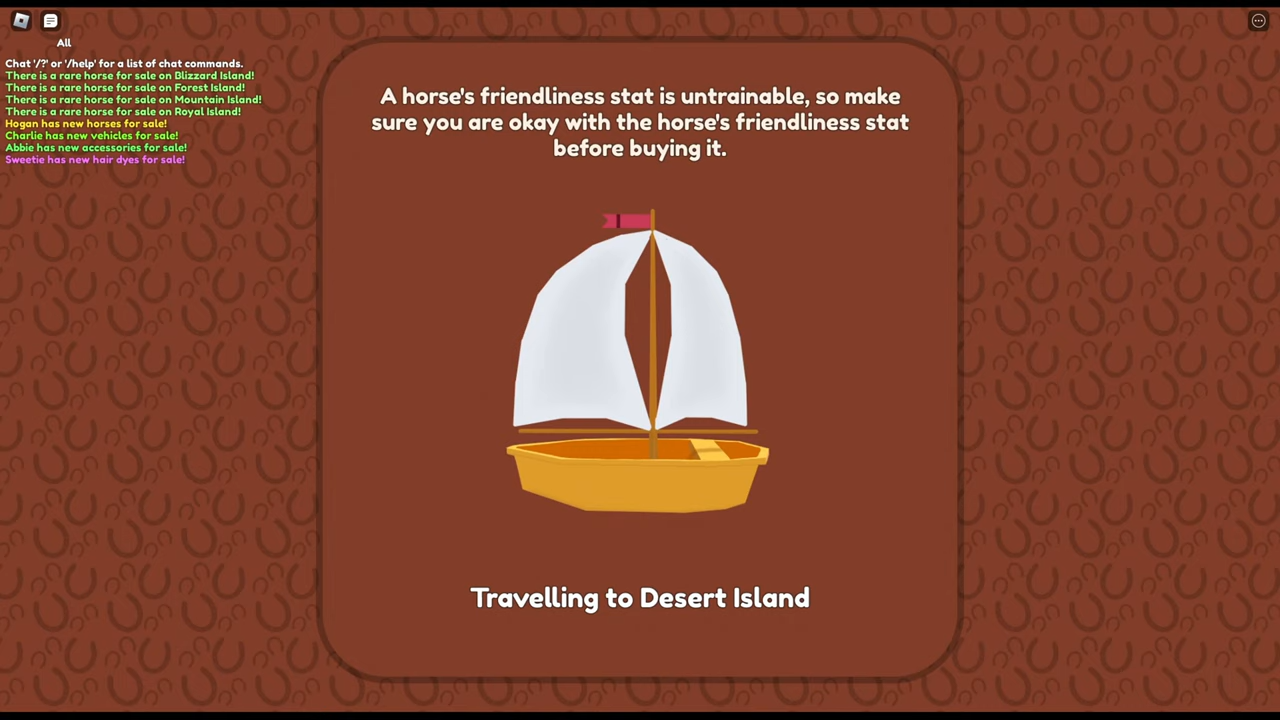 All
Chat '/?' or '/help' for a list of chat commands.
There is a rare horse for sale on Blizzard Island!
There is a rare horse for sale on Forest Island!
There is a rare horse for sale on Mountain Island!
There is a rare horse for sale on Royal Island!
Hogan has new horses for sale!
Charlie has new vehicles for sale!
Abbie has new accessories for sale!
Sweetie has new hair dyes for sale!
A horse's friendliness stat is untrainable, so make
sure you are okay with the horse's friendliness stat
before buying it.
Travelling to Desert Island